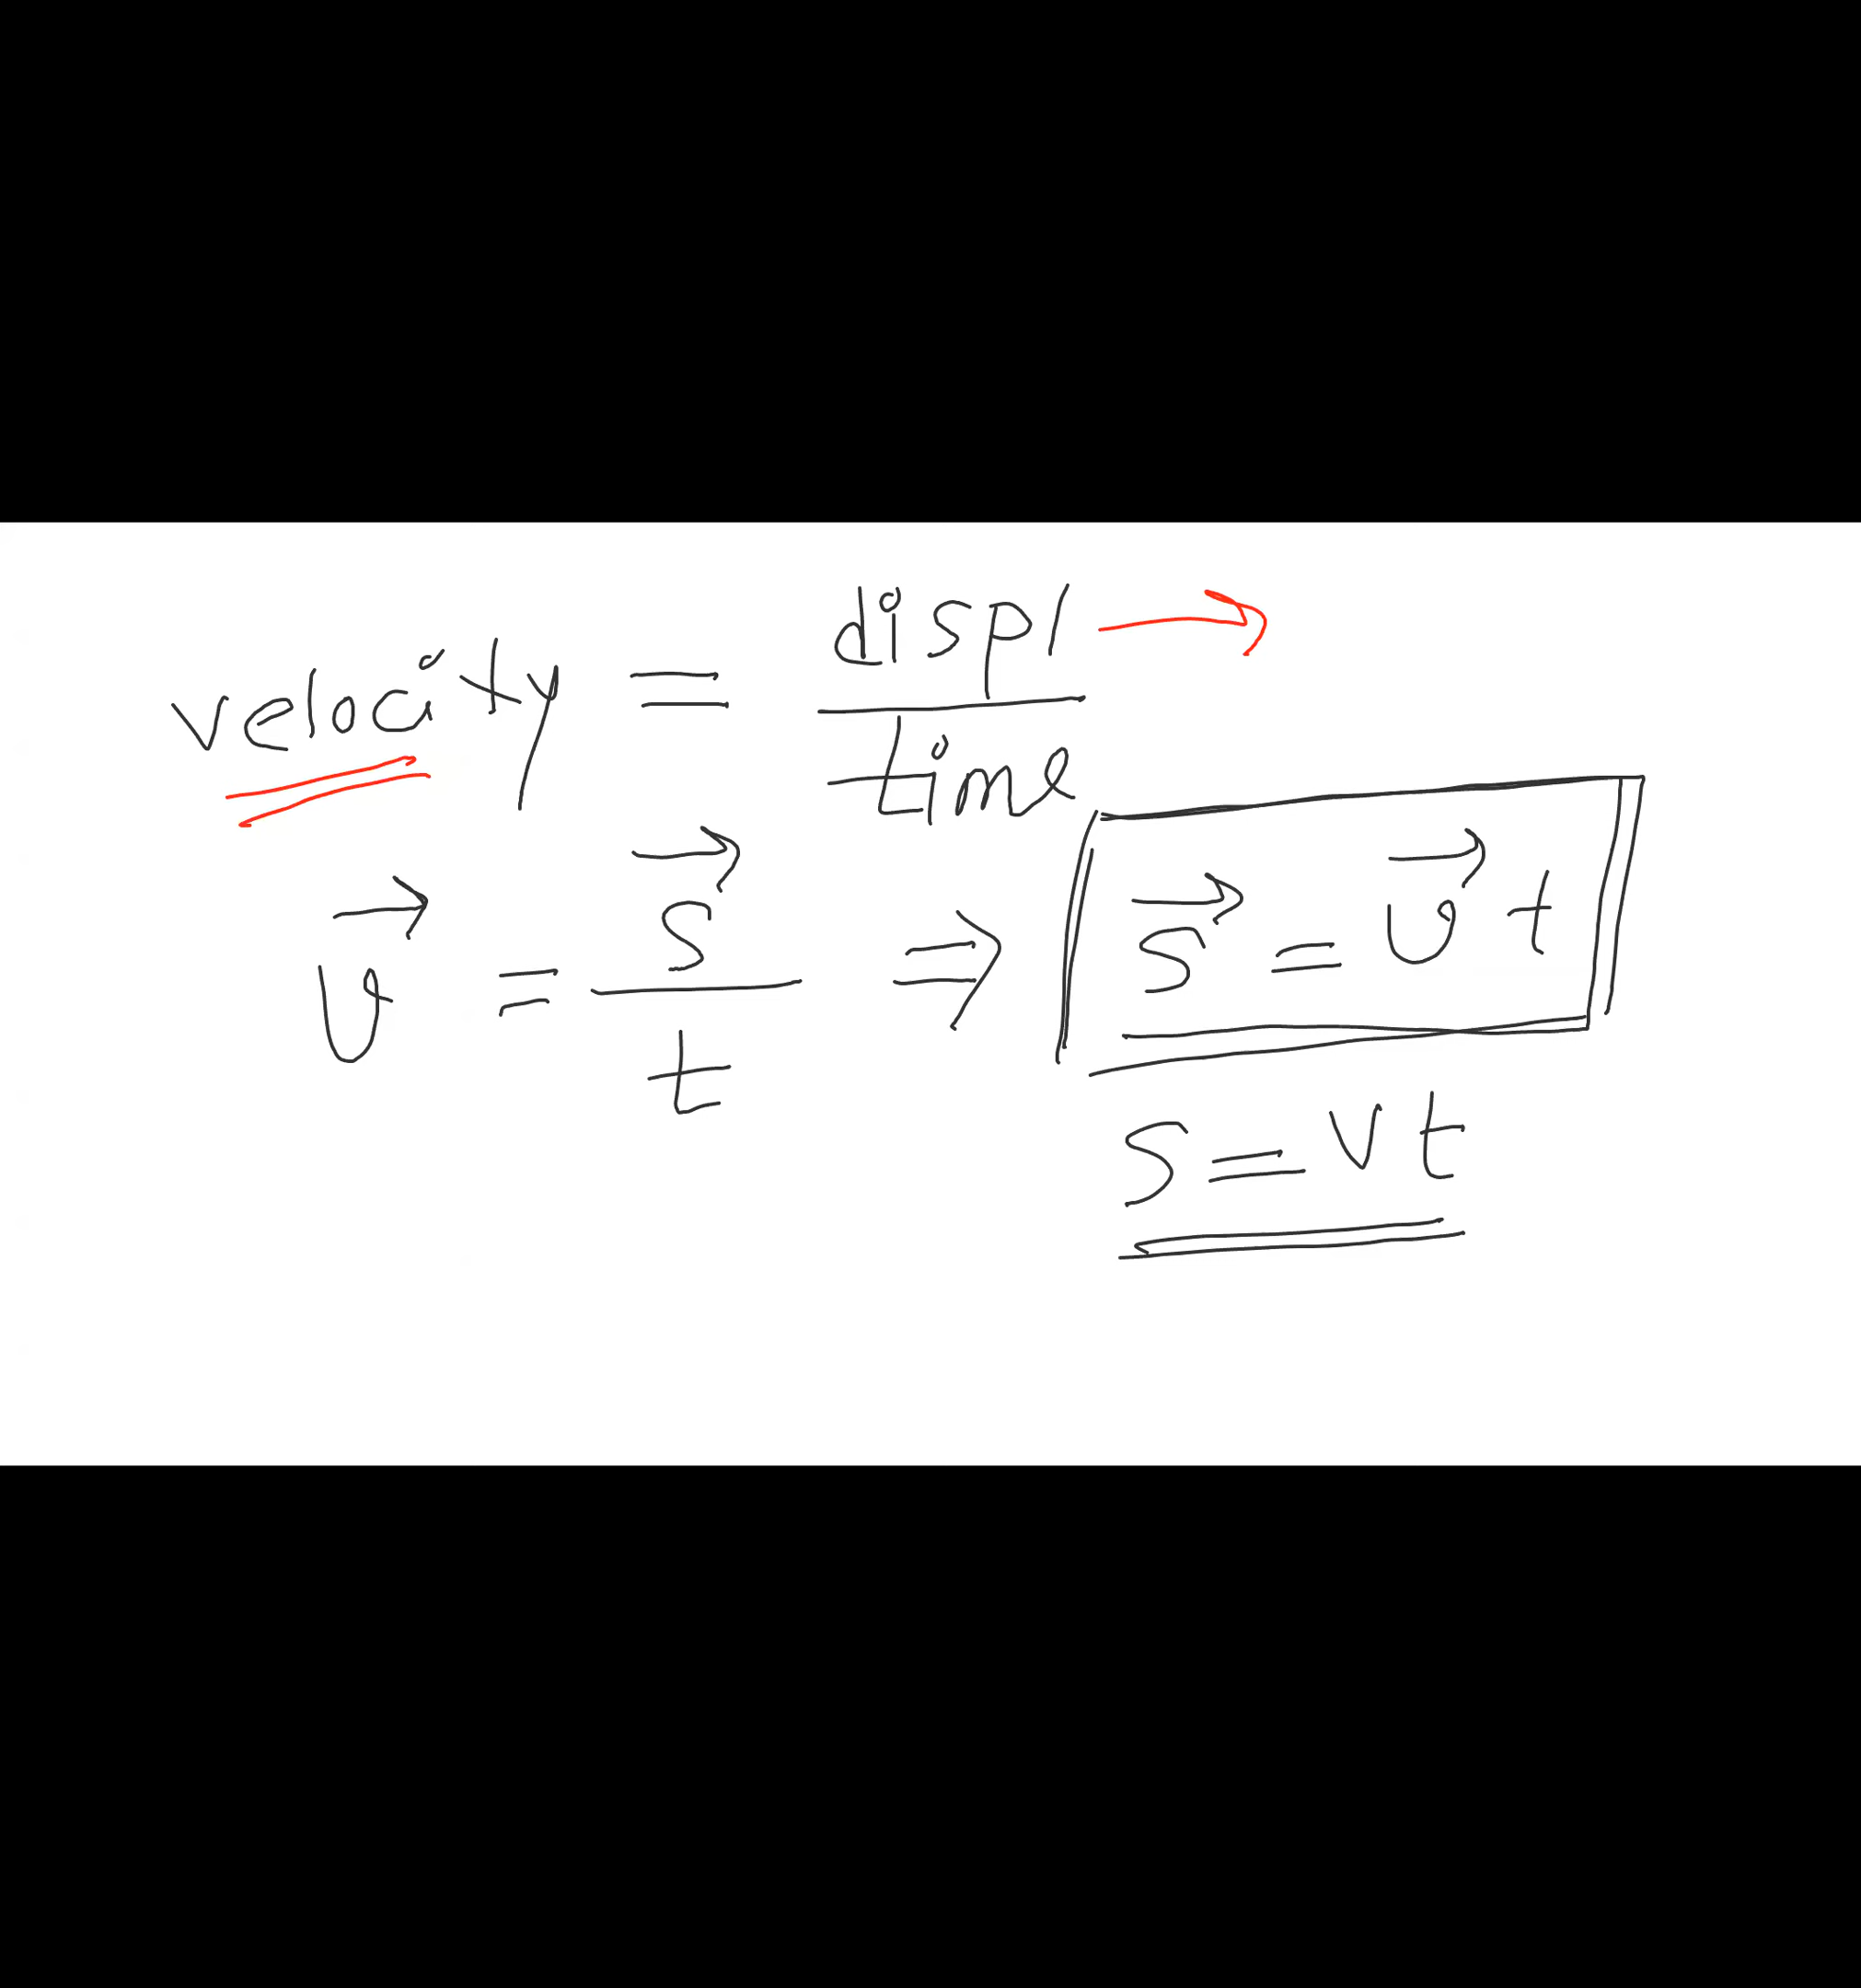 velocity = displ / time
v⃗ = s⃗ / t ⇒ s⃗ = v⃗ t
s = vt